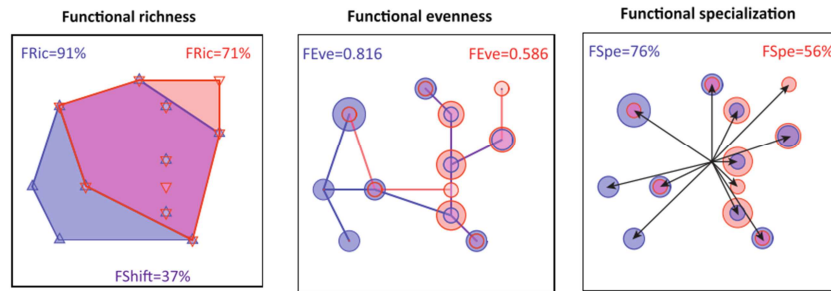 Functional richness
Functional evenness
Functional specialization
FRic=91%
FRic=71%
FShift=37%
FEve=0.816
FEve=0.586
FSpe=76%
FSpe=56%